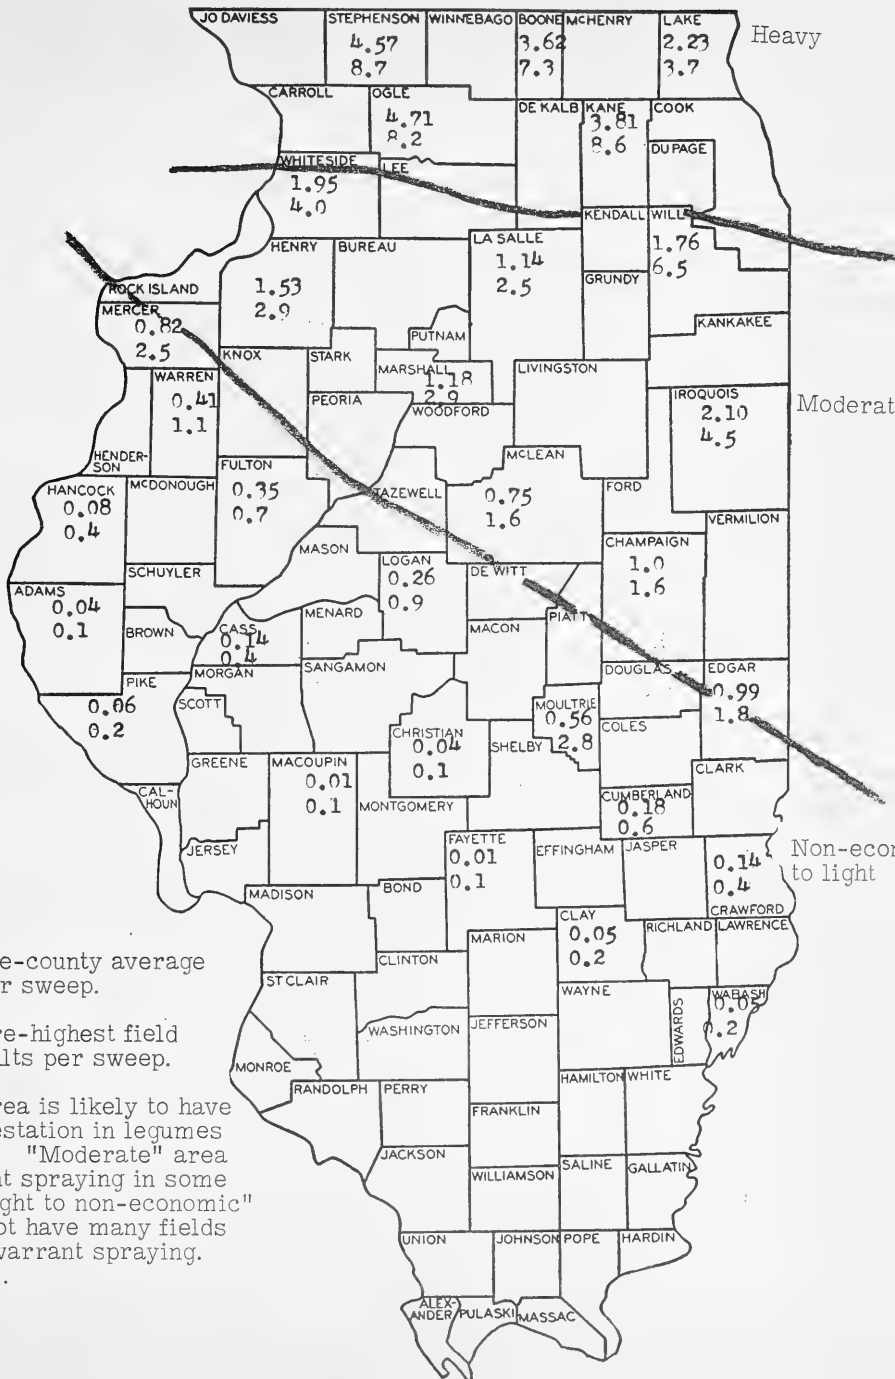 JO DAVIESS STEPHENSON WINNEBAGO BOONE MCHENRY LAKE
4.57 3.62 2.23
8.7 7.3 3.7
Heavy
CARROLL OGLE DE KALB KANE COOK
4.71 3.81
8.2 8.6
DU PAGE
WHITESIDE LEE
1.95
4.0
KENDALL WILL
1.76
6.5
HENRY BUREAU LA SALLE
1.53 1.14
2.9 2.5
GRUNDY
ROCK ISLAND
MERCER
0.82
2.5
PUTNAM
KANKAKEE
KNOX STARK MARSHALL LIVINGSTON
1.18
2.9
WARREN PEORIA WOODFORD IROQUOIS
0.41 2.10
1.1 4.5
Moderat
HENDER-
SON
FULTON MCLEAN
0.35 0.75
0.7 1.6
HANCOCK MCDONOUGH TAZEWELL FORD
0.08
0.4
VERMILION
MASON LOGAN CHAMPAIGN
0.26 1.0
0.9 1.6
SCHUYLER DE WITT
ADAMS
0.04
0.1
BROWN CASS MENARD MACON PIATT
0.14
0.4
PIKE MORGAN SANGAMON DOUGLAS EDGAR
0.06 0.99
0.2 1.8
SCOTT MOULTRIE
0.56
2.8
CHRISTIAN SHELBY COLES
0.04
0.1
GREENE MACOUPIN CLARK
0.01
0.1
CAL-
HOUN
MONTGOMERY CUMBERLAND
0.18
0.6
JERSEY FAYETTE EFFINGHAM JASPER
0.01
0.1
0.14
0.4
CRAWFORD
Non-econ
to light
MADISON BOND
CLAY RICHLAND LAWRENCE
0.05
0.2
MARION
e-county average
r sweep.
CLINTON
ST CLAIR WAYNE WABASH
0.05
0.2
EDWARDS
WASHINGTON JEFFERSON
re-highest field
lts per sweep.
MONROE
RANDOLPH PERRY HAMILTON WHITE
rea is likely to have
estation in legumes
"Moderate" area
t spraying in some
ght to non-economic"
ot have many fields
warrant spraying.
.
FRANKLIN
JACKSON
WILLIAMSON SALINE GALLATIN
UNION JOHNSON POPE HARDIN
ALEX-
ANDER PULASKI MASSAC